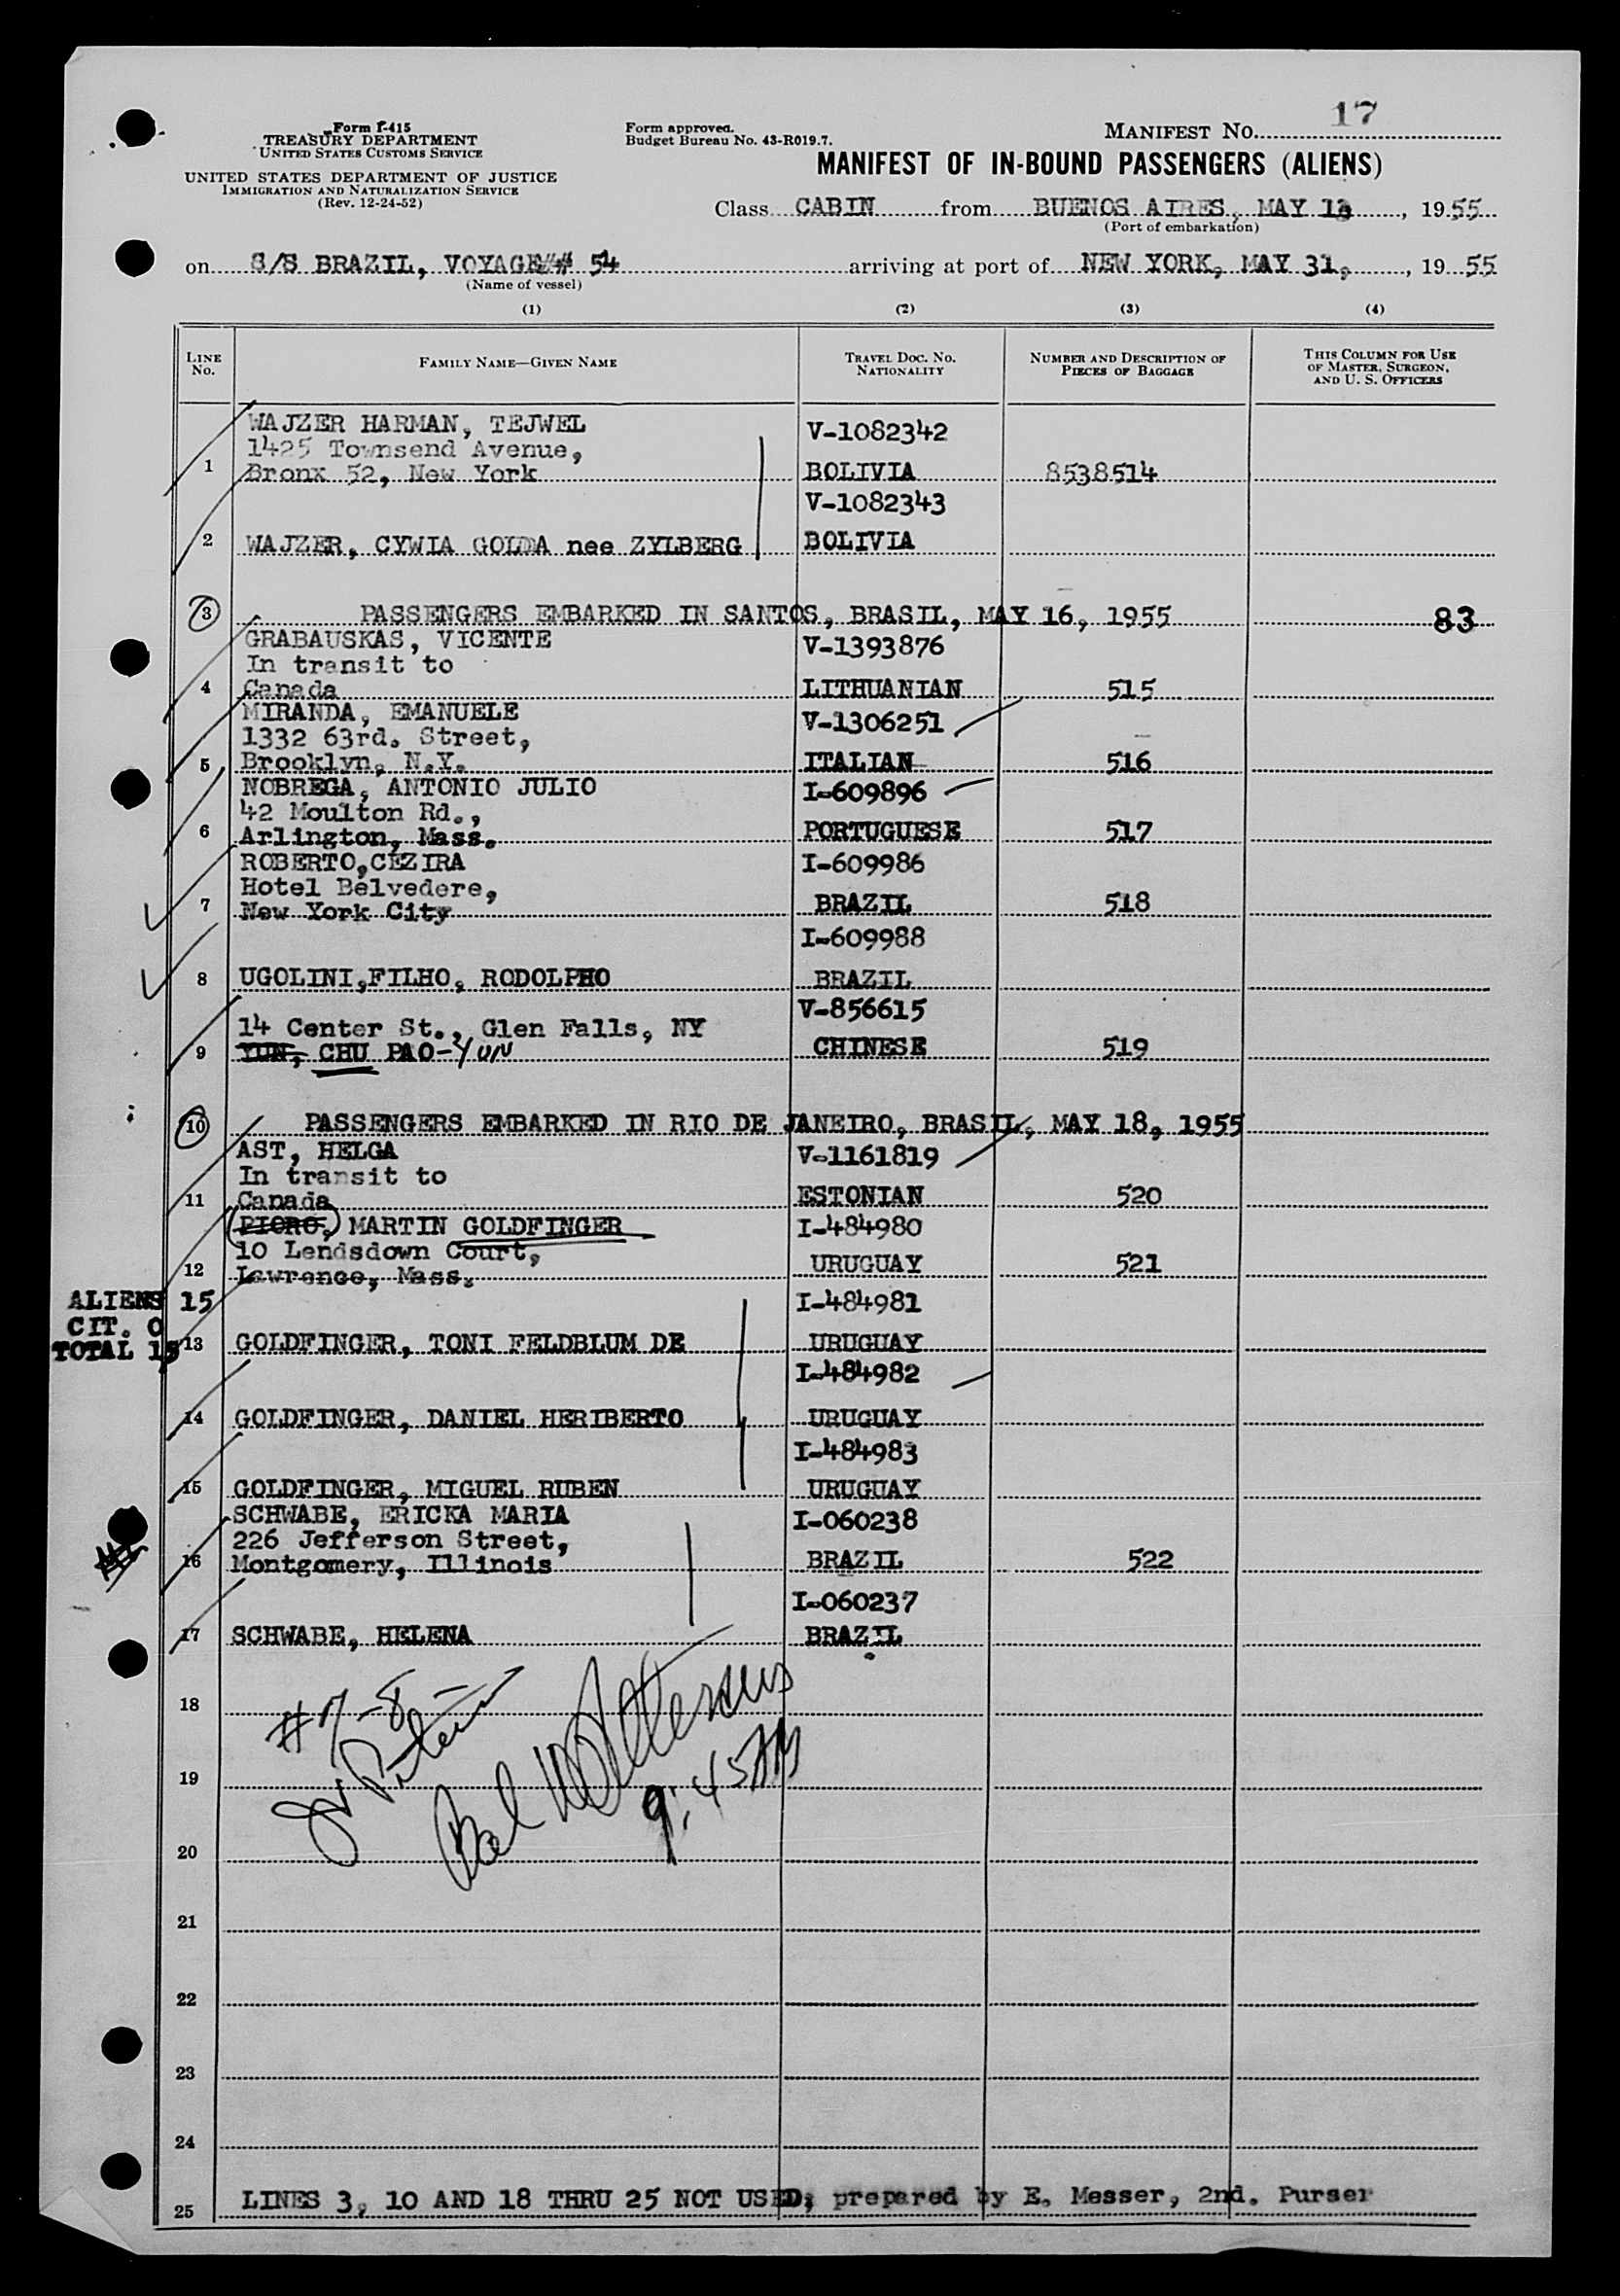 17
Form I-415
TREASURY DEPARTMENT
UNITED STATES CUSTOMS SERVICE
UNITED STATES DEPARTMENT OF JUSTICE
IMMIGRATION AND NATURALIZATION SERVICE
(Rev. 12-24-52)
Form approved.
Budget Bureau No. 43-R019.7.
MANIFEST NO.
MANIFEST OF IN-BOUND PASSENGERS (ALIENS)
Class CABIN from BUENOS AIRES, MAY , 1955
(Port of embarkation)
on S/S BRAZIL, VOYAGE# 54 arriving at port of NEW YORK, MAY 31, , 1955
(Name of vessel)
(1) (2) (3) (4)
LINE NO. FAMILY NAME—GIVEN NAME TRAVEL DOC. NO. NATIONALITY NUMBER AND DESCRIPTION OF PIECES OF BAGGAGE THIS COLUMN FOR USE OF MASTER, SURGEON, AND U. S. OFFICERS
WAJZER HARMAN, TEJWEL V-1082342
1425 Townsend Avenue,
1 Bronx 52, New York BOLIVIA 8538514
V-1082343
2 WAJZER, CYWIA GOLDA nee ZYLBERG BOLIVIA
3 PASSENGERS EMBARKED IN SANTOS, BRASIL, MAY 16, 1955 83
GRABAUSKAS, VICENTE V-1393876
In transit to
4 Canada LITHUANIAN 515
MIRANDA, EMANUELE V-1306251
1332 63rd. Street,
5 Brooklyn, N.Y. ITALIAN 516
NOBREGA, ANTONIO JULIO I-609896
42 Moulton Rd.,
6 Arlington, Mass. PORTUGUESE 517
ROBERTO,CEZIRA I-609986
Hotel Belvedere,
7 New York City BRAZIL 518
I-609988
8 UGOLINI,FILHO, RODOLPHO BRAZIL
V-856615
14 Center St., Glen Falls, NY
9 YUN, CHU PAO-YUN CHINESE 519
10 PASSENGERS EMBARKED IN RIO DE JANEIRO, BRASIL, MAY 18, 1955
AST, HELGA V-1161819
In transit to
11 Canada ESTONIAN 520
PIORO, MARTIN GOLDFINGER I-484980
10 Lendsdown Court,
12 Lawrence, Mass. URUGUAY 521
ALIENS 15 I-484981
CIT. 0
TOTAL 15
13 GOLDFINGER, TONI FELDBLUM DE URUGUAY
I-484982
14 GOLDFINGER, DANIEL HERIBERTO URUGUAY
I-484983
15 GOLDFINGER, MIGUEL RUBEN URUGUAY
SCHWABE, ERICKA MARIA I-060238
226 Jefferson Street,
16 Montgomery, Illinois BRAZIL 522
I-060237
17 SCHWABE, HELENA BRAZIL
18
#7-8-
19
9:45AM
20
21
22
23
24
25 LINES 3, 10 AND 18 THRU 25 NOT USED; prepared by E. Messer, 2nd. Purser